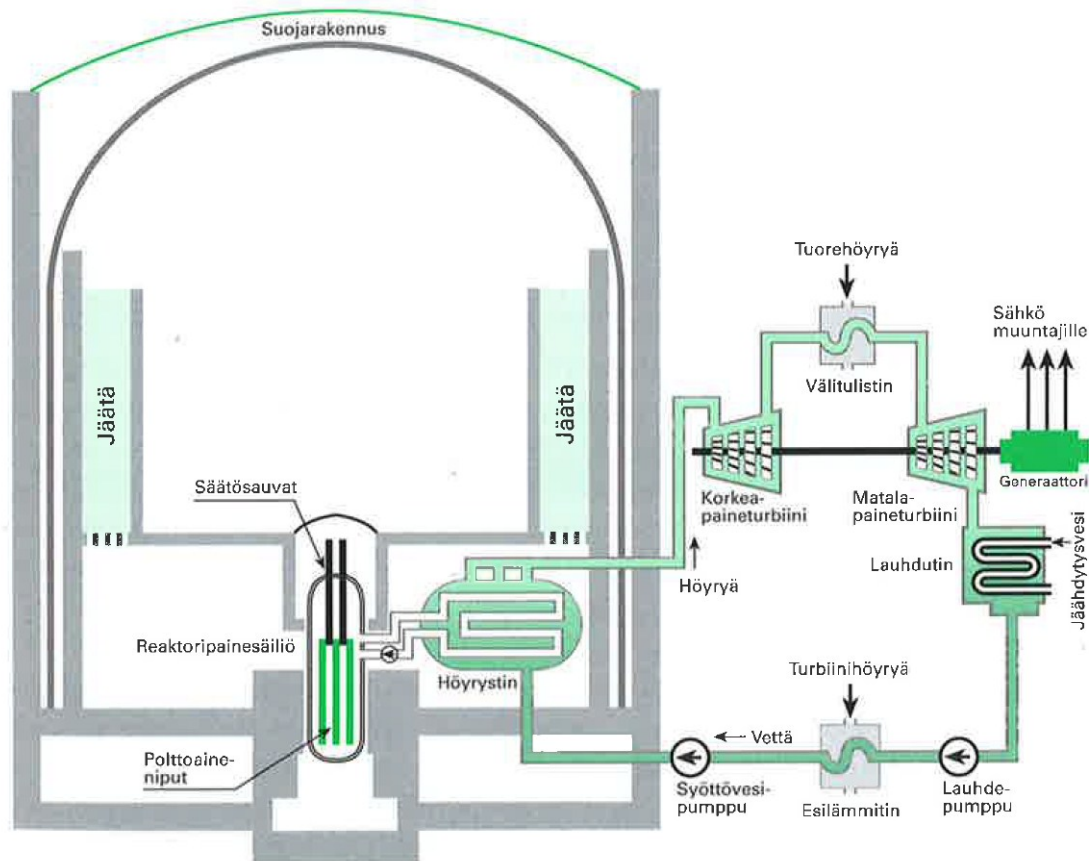 Suojarakennus
Tuorehöyryä
Sähkö
muuntajille
Välitulistin
Jäätä
Jäätä
Säätösauvat
Korkea-
paineturbiini
Matala-
paineturbiini
Generaattori
Höyryä
Lauhdutin
Jäähdytysvesi
Reaktoripainesäiliö
Höyrystin
Turbiinihöyryä
Vettä
Polttoaine-
niput
Syöttövesi-
pumppu
Esilämmitin
Lauhde-
pumppu